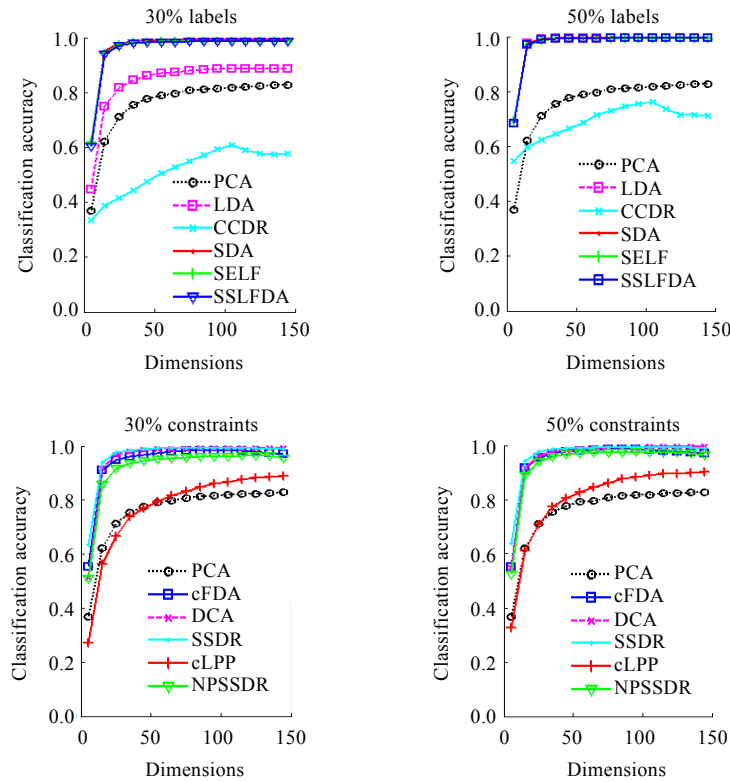 30% labels
1.0
0.8
0.6
0.4
0.2
0.0
Classification accuracy
PCA
LDA
CCDR
SDA
SELF
SSLFDA
0 50 100 150
Dimensions
50% labels
1.0
0.8
0.6
0.4
0.2
0.0
Classification accuracy
PCA
LDA
CCDR
SDA
SELF
SSLFDA
0 50 100 150
Dimensions
30% constraints
1.0
0.8
0.6
0.4
0.2
0.0
Classification accuracy
PCA
cFDA
DCA
SSDR
cLPP
NPSSDR
0 50 100 150
Dimensions
50% constraints
1.0
0.8
0.6
0.4
0.2
0.0
Classification accuracy
PCA
cFDA
DCA
SSDR
cLPP
NPSSDR
0 50 100 150
Dimensions